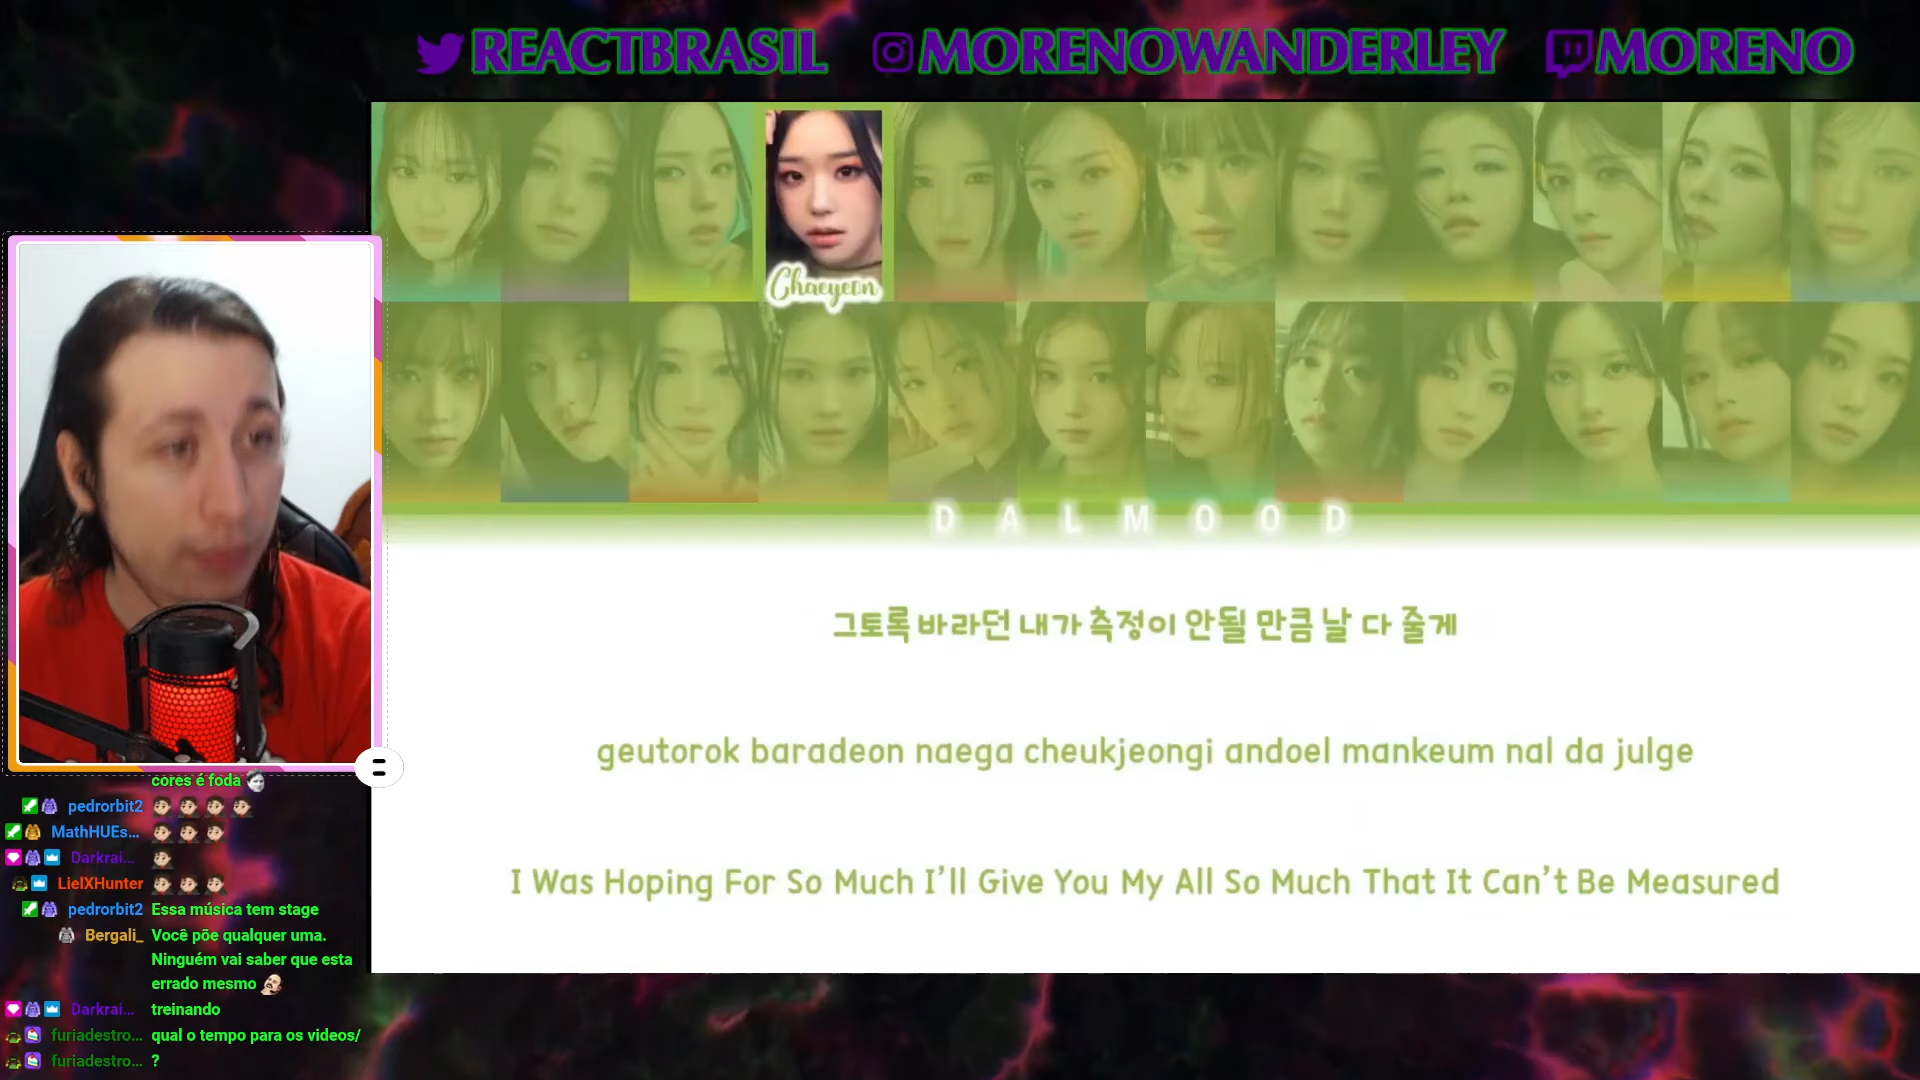 REACTBRASIL MORENOWANDERLEY MORENO
Chaeyeon
DALMOOD
그토록 바라던 내가 측정이 안될 만큼 날 다 줄게
geutorok baradeon naega cheukjeongi andoel mankeum nal da julge
I Was Hoping For So Much I'll Give You My All So Much That It Can't Be Measured
cores é foda
pedrorbit2
MathHUEs...
Darkrai...
LielXHunter
pedrorbit2 Essa música tem stage
Bergali_ Você põe qualquer uma.
Ninguém vai saber que esta
errado mesmo
Darkrai... treinando
furiadestro... qual o tempo para os videos/
furiadestro... ?